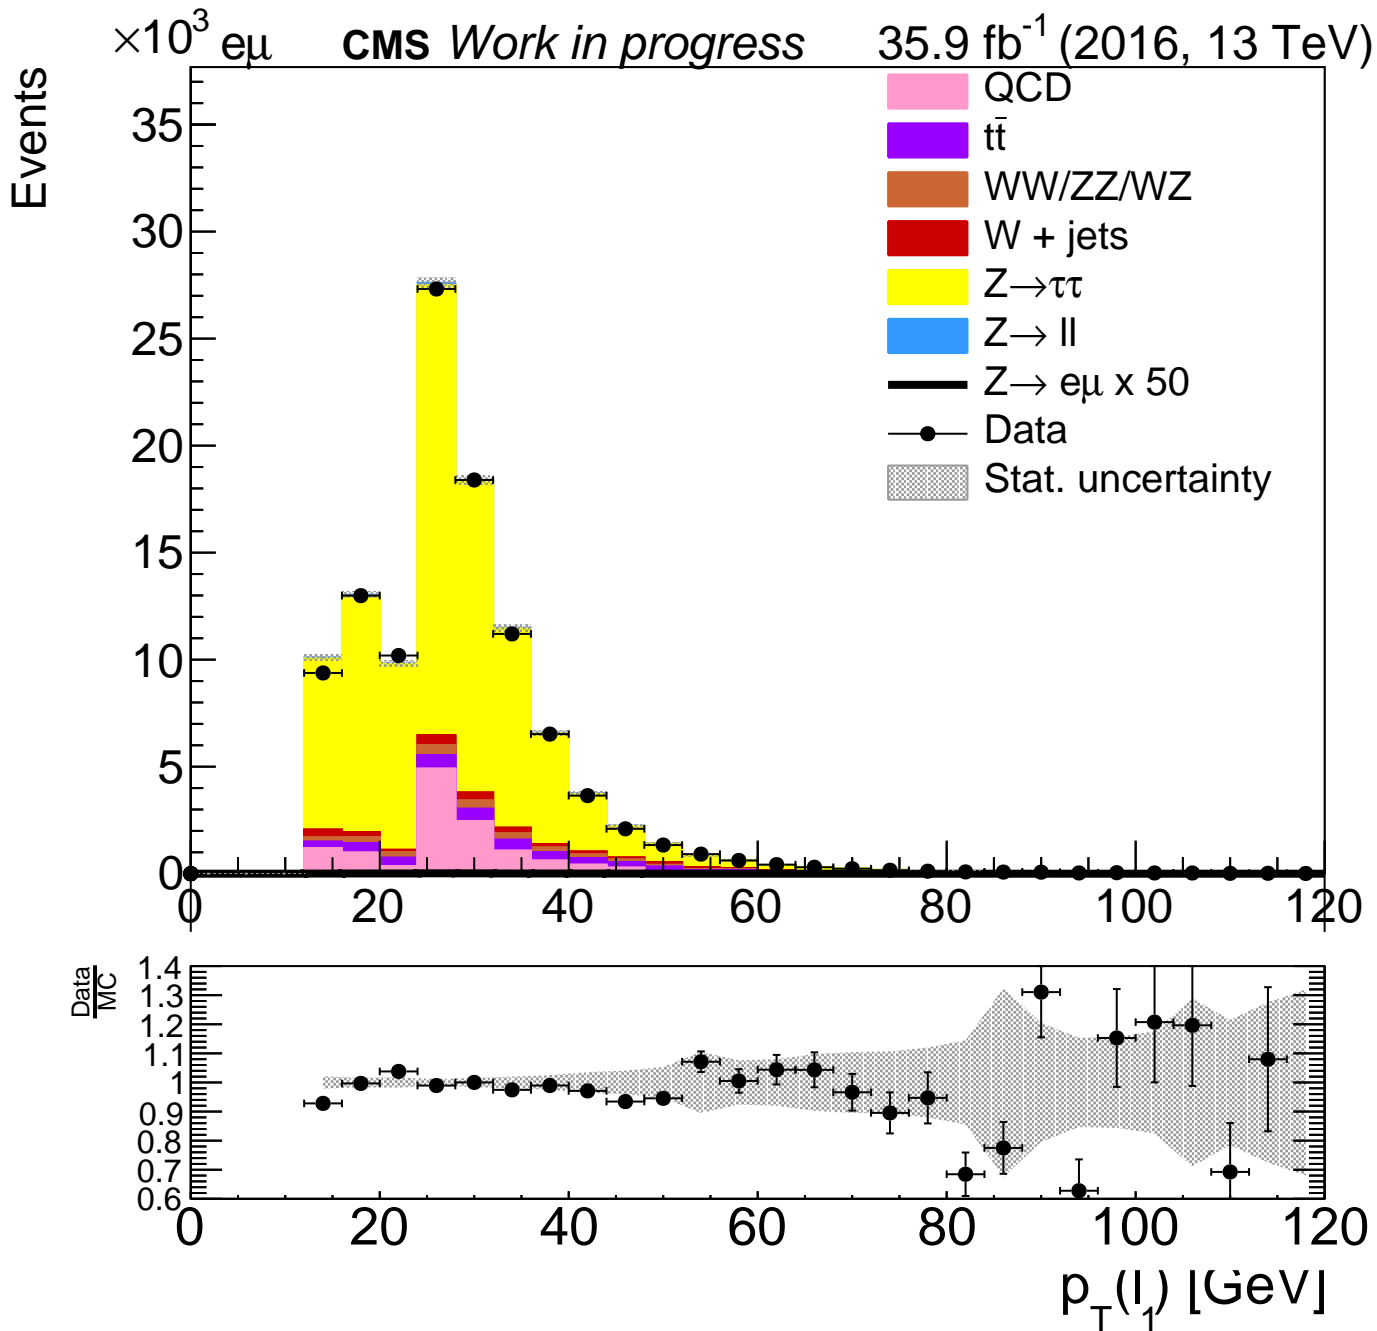 ×10³ eμ CMS Work in progress 35.9 fb⁻¹ (2016, 13 TeV)
Events
35
30
25
20
15
10
5
0
QCD
tt̄
WW/ZZ/WZ
W + jets
Z→ττ
Z→ ll
Z→ eμ x 50
Data
Stat. uncertainty
0 20 40 60 80 100 120
Data
MC
1.4
1.3
1.2
1.1
1
0.9
0.8
0.7
0.6
0 20 40 60 80 100 120
p_T(l_1) [GeV]